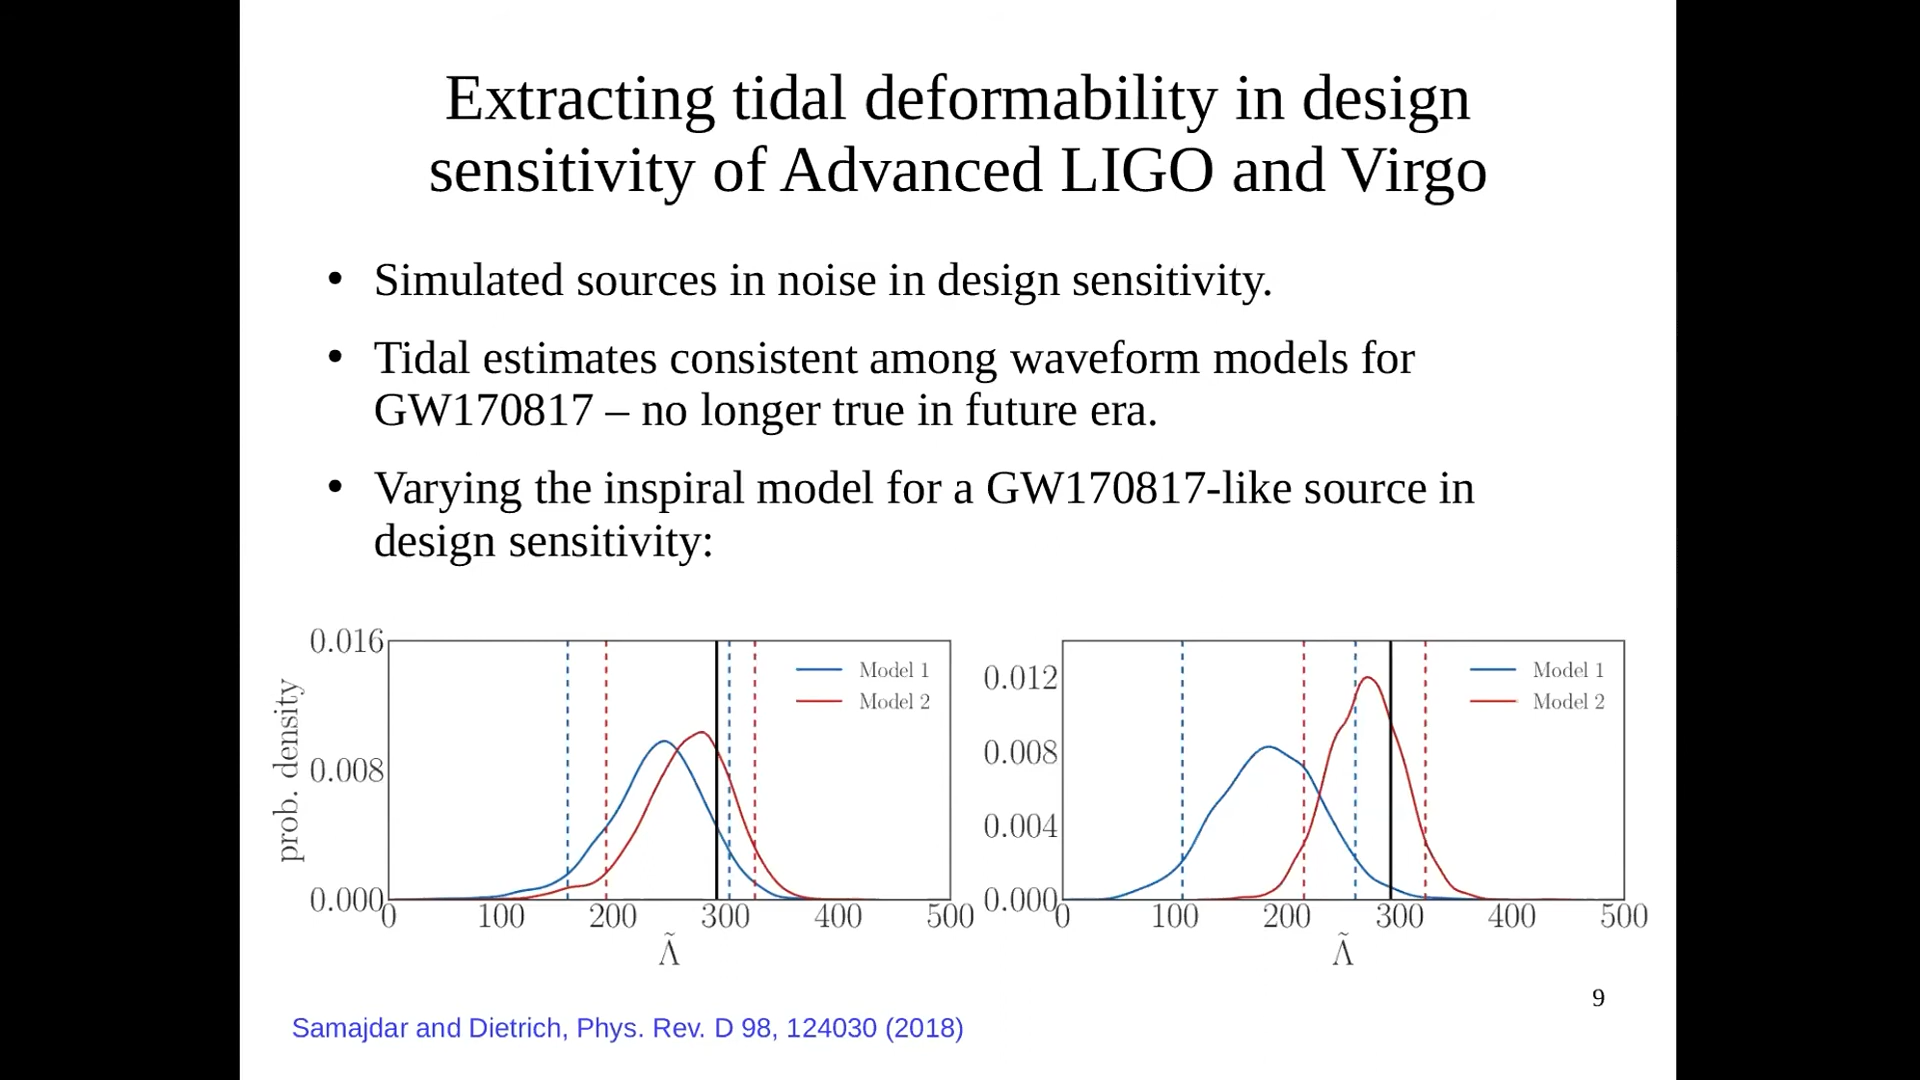 Extracting tidal deformability in design
sensitivity of Advanced LIGO and Virgo
• Simulated sources in noise in design sensitivity.
• Tidal estimates consistent among waveform models for
GW170817 – no longer true in future era.
• Varying the inspiral model for a GW170817-like source in
design sensitivity:
prob. density
0.016
0.008
0.000
Model 1
Model 2
0 100 200 300 400 500
Λ̃
0.012
0.008
0.004
0.000
Model 1
Model 2
0 100 200 300 400 500
Λ̃
9
Samajdar and Dietrich, Phys. Rev. D 98, 124030 (2018)